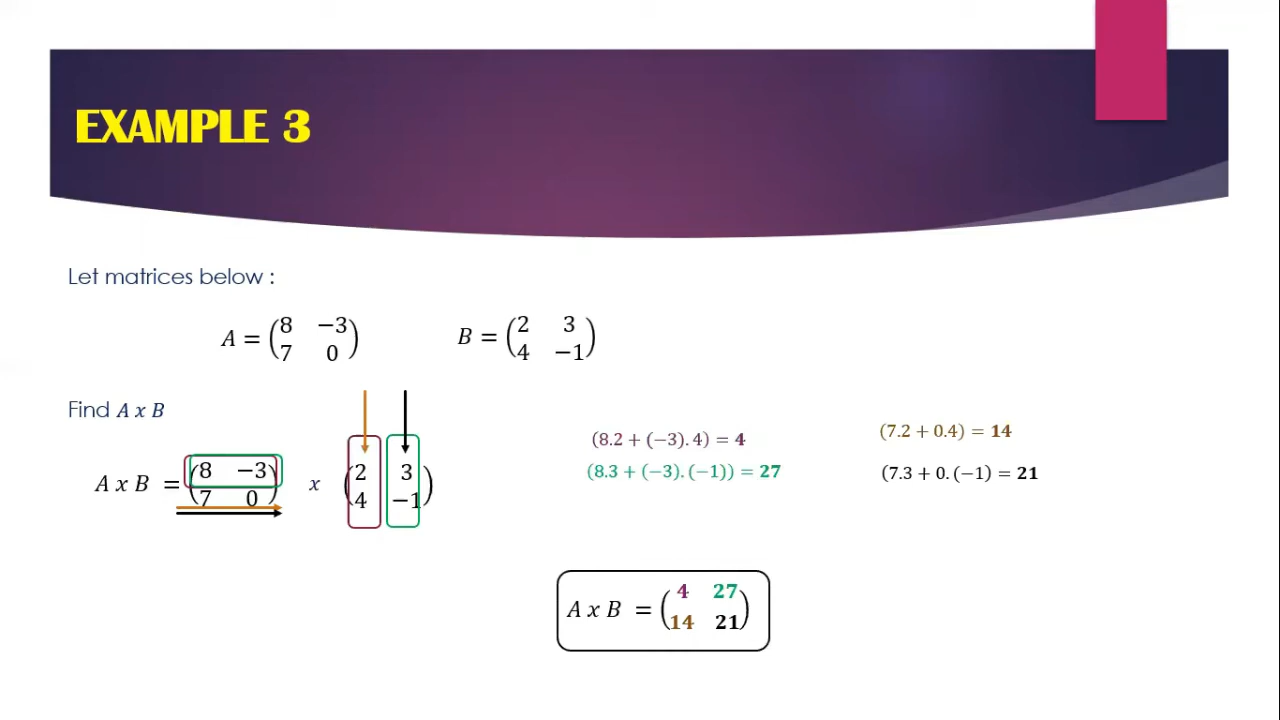 EXAMPLE 3
Let matrices below :
A = (8 −3
7 0) B = (2 3
4 −1)
Find A x B
A x B = (8 −3
7 0) x (2 3
4 −1)
(8.2 + (−3). 4) = 4
(8.3 + (−3). (−1)) = 27
(7.2 + 0.4) = 14
(7.3 + 0. (−1) = 21
A x B = (4 27
14 21)